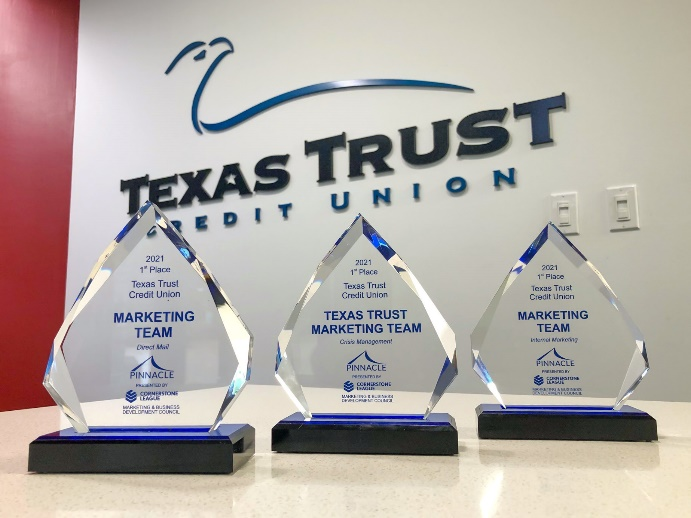 TEXAS TRUST
CREDIT UNION
2021
1st Place
Texas Trust
Credit Union
MARKETING
TEAM
Direct Mail
PINNACLE
PRESENTED BY
CORNERSTONE
LEAGUE
MARKETING & BUSINESS
DEVELOPMENT COUNCIL
2021
1st Place
Texas Trust
Credit Union
TEXAS TRUST
MARKETING TEAM
Crisis Management
PINNACLE
PRESENTED BY
CORNERSTONE
LEAGUE
MARKETING & BUSINESS
DEVELOPMENT COUNCIL
2021
1st Place
Texas Trust
Credit Union
MARKETING
TEAM
Internal Marketing
PINNACLE
PRESENTED BY
CORNERSTONE
LEAGUE
MARKETING & BUSINESS
DEVELOPMENT COUNCIL